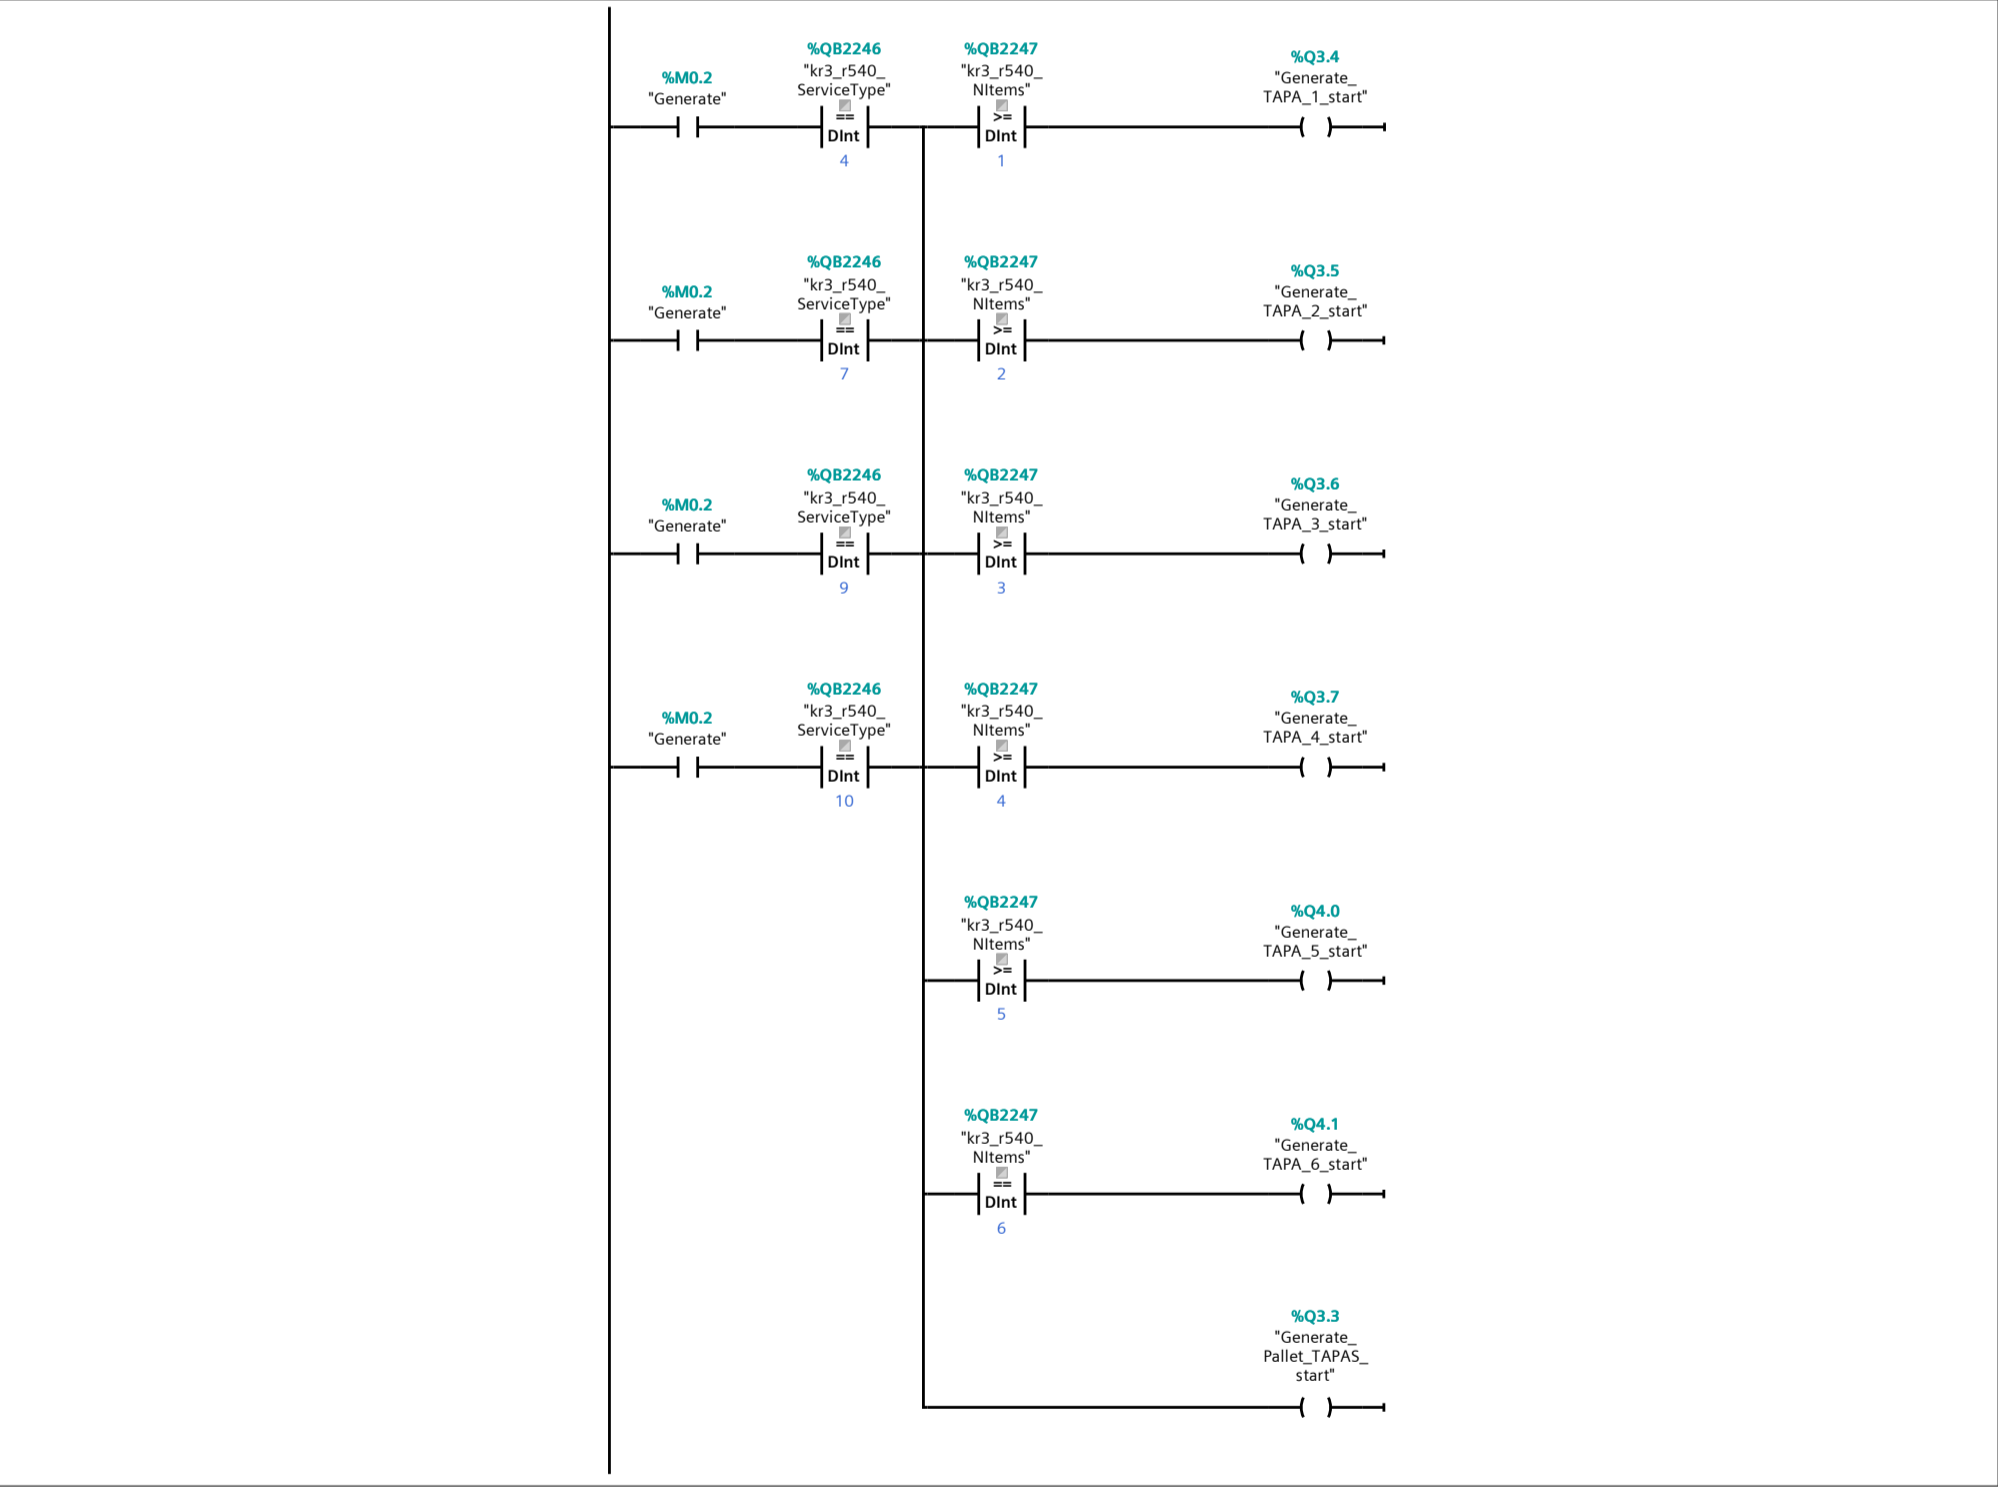 %QB2246 %QB2247 %Q3.4
%M0.2 "kr3_r540_ "kr3_r540_ "Generate_
"Generate" ServiceType" NItems" TAPA_1_start"
== >=
DInt DInt
4 1
%QB2246 %QB2247 %Q3.5
%M0.2 "kr3_r540_ "kr3_r540_ "Generate_
"Generate" ServiceType" NItems" TAPA_2_start"
== >=
DInt DInt
7 2
%QB2246 %QB2247 %Q3.6
%M0.2 "kr3_r540_ "kr3_r540_ "Generate_
"Generate" ServiceType" NItems" TAPA_3_start"
== >=
DInt DInt
9 3
%QB2246 %QB2247 %Q3.7
%M0.2 "kr3_r540_ "kr3_r540_ "Generate_
"Generate" ServiceType" NItems" TAPA_4_start"
== >=
DInt DInt
10 4
%QB2247 %Q4.0
"kr3_r540_ "Generate_
NItems" TAPA_5_start"
>=
DInt
5
%QB2247 %Q4.1
"kr3_r540_ "Generate_
NItems" TAPA_6_start"
==
DInt
6
%Q3.3
"Generate_
Pallet_TAPAS_
start"